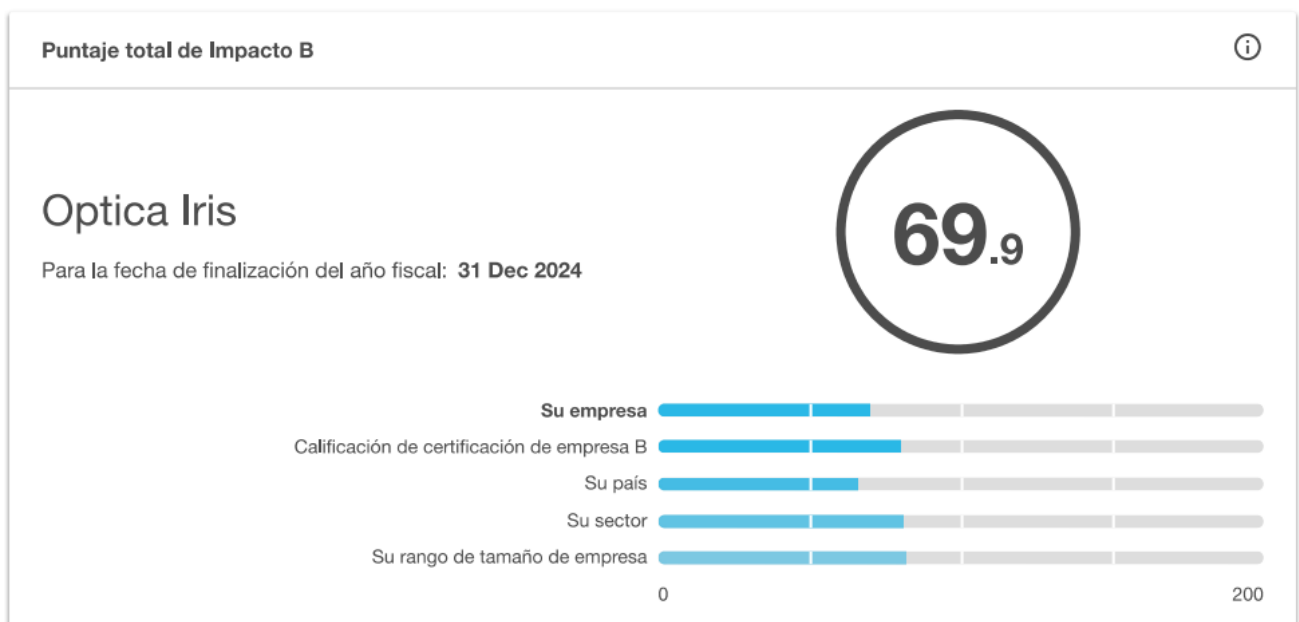 Puntaje total de Impacto B
Optica Iris
69.9
Para la fecha de finalización del año fiscal: 31 Dec 2024
Su empresa
Calificación de certificación de empresa B
Su país
Su sector
Su rango de tamaño de empresa
0 200